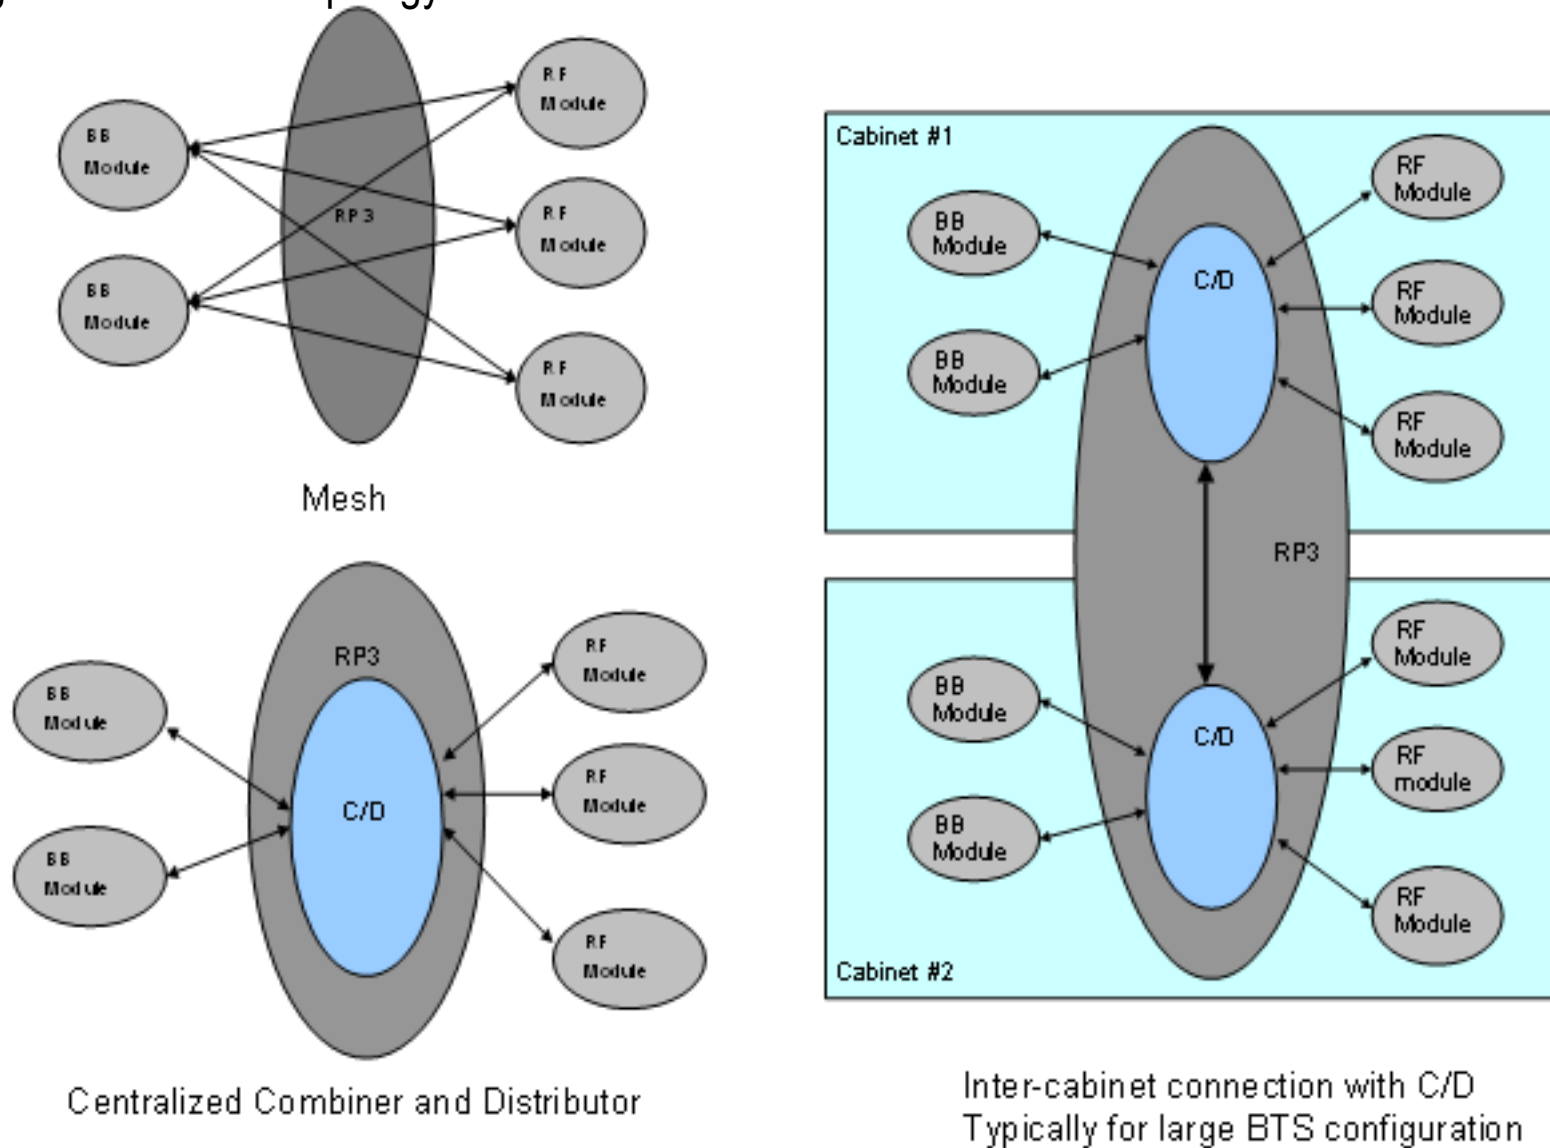 RF
Module
BB
Module
RP3
RF
Module
BB
Module
RF
Module
Mesh
RP3
RF
Module
BB
Module
C/D
RF
Module
BB
Module
RF
Module
Centralized Combiner and Distributor
Cabinet #1
RF
Module
BB
Module
C/D
RF
Module
BB
Module
RF
Module
RP3
RF
Module
BB
Module
C/D
RF
module
BB
Module
RF
Module
Cabinet #2
Inter-cabinet connection with C/D
Typically for large BTS configuration